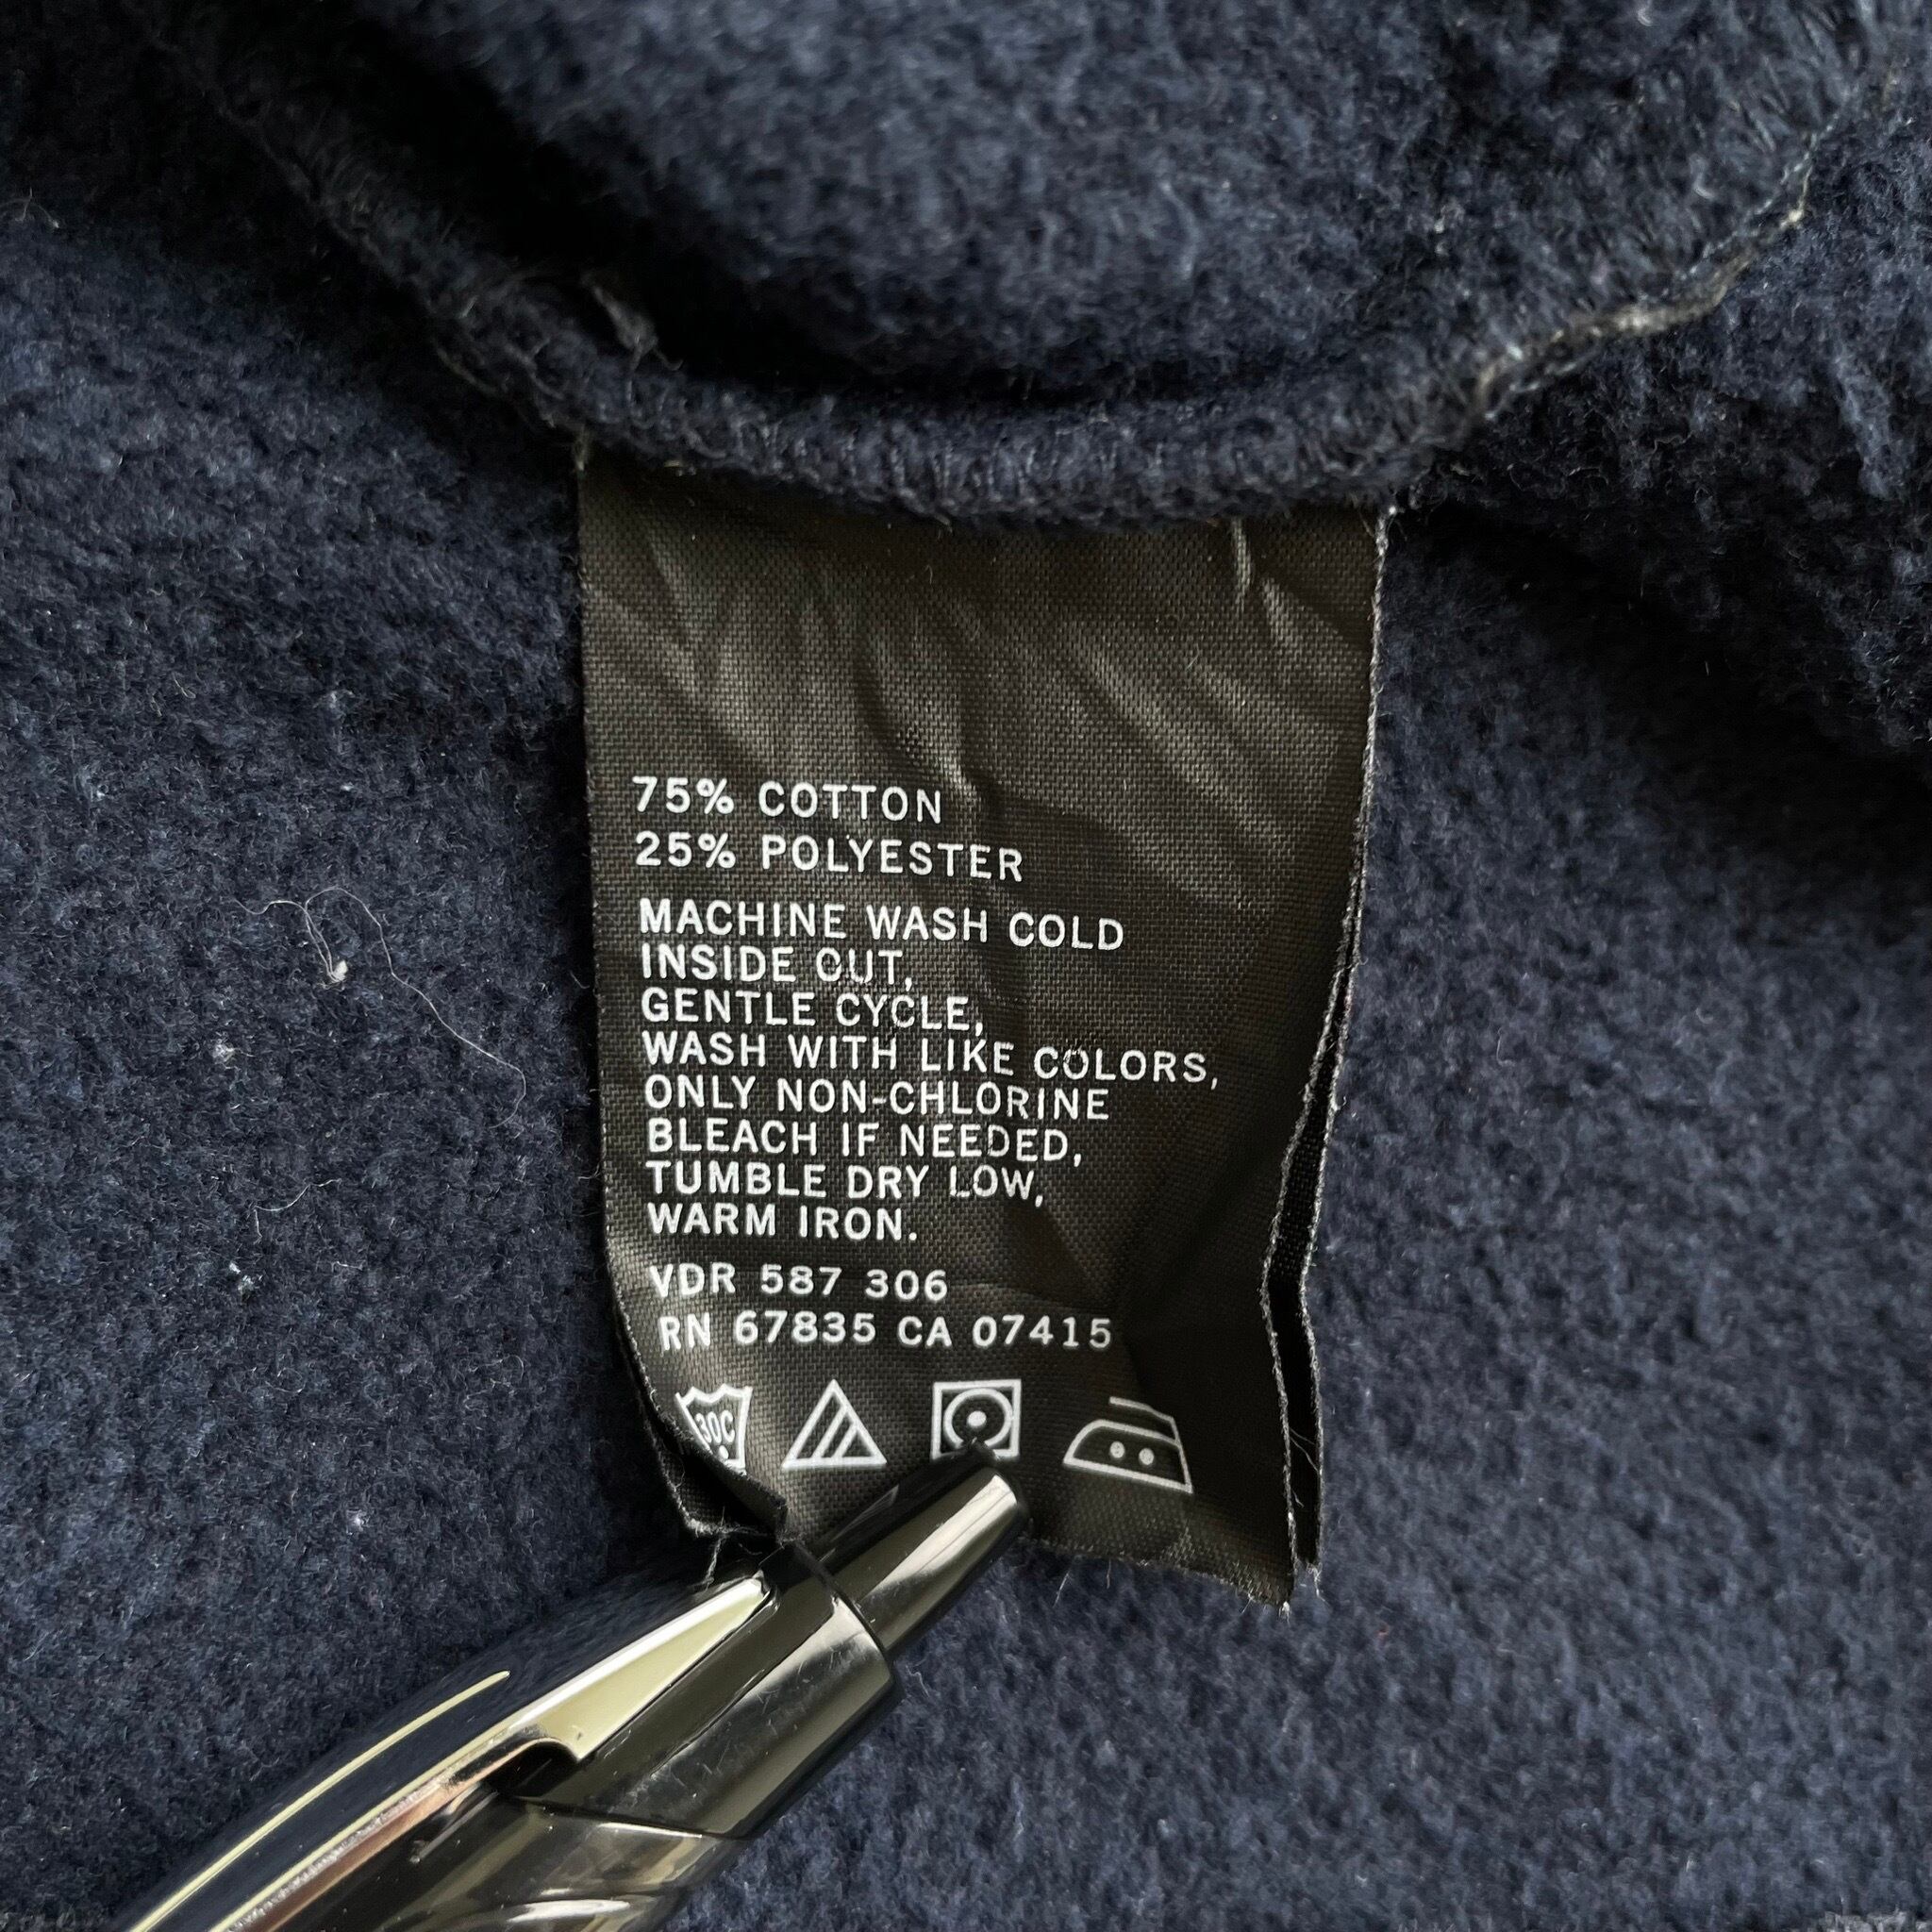 75% COTTON
25% POLYESTER
MACHINE WASH COLD
INSIDE OUT,
GENTLE CYCLE,
WASH WITH LIKE COLORS,
ONLY NON-CHLORINE
BLEACH IF NEEDED,
TUMBLE DRY LOW,
WARM IRON.
VDR 587 306
RN 67835 CA 07415
30C